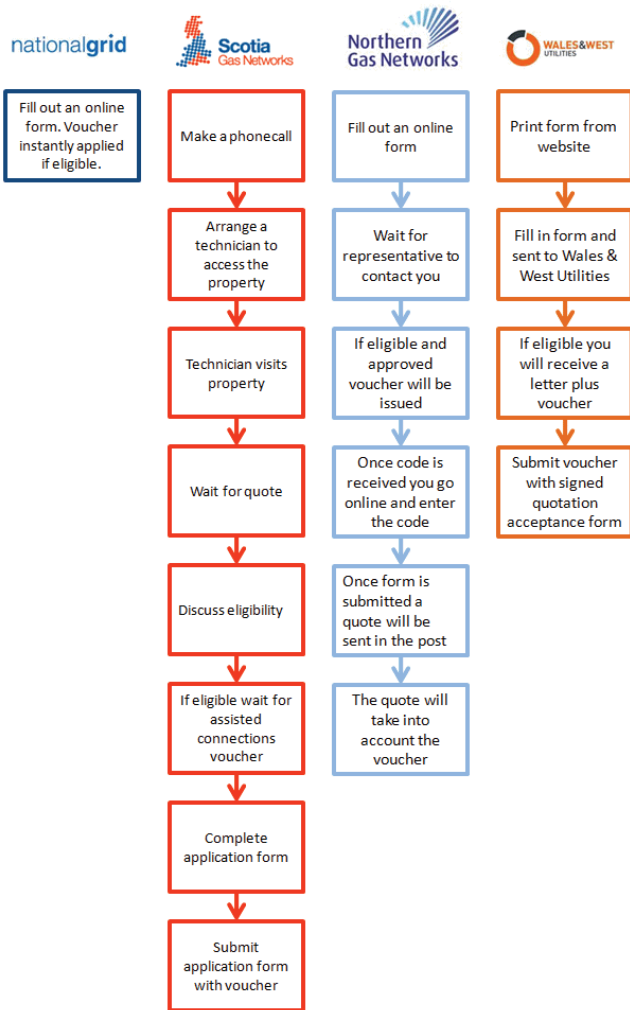 nationalgrid
Fill out an online
form. Voucher
instantly applied
if eligible.
Scotia
Gas Networks
Make a phonecall
Arrange a
technician to
access the
property
Technician visits
property
Wait for quote
Discuss eligibility
If eligible wait for
assisted
connections
voucher
Complete
application form
Submit
application form
with voucher
Northern
Gas Networks
Fill out an online
form
Wait for
representative to
contact you
If eligible and
approved
voucher will be
issued
Once code is
received you go
online and enter
the code
Once form is
submitted a
quote will be
sent in the post
The quote will
take into
account the
voucher
WALES&WEST
UTILITIES
Print form from
website
Fill in form and
sent to Wales &
West Utilities
If eligible you
will receive a
letter plus
voucher
Submit voucher
with signed
quotation
acceptance form